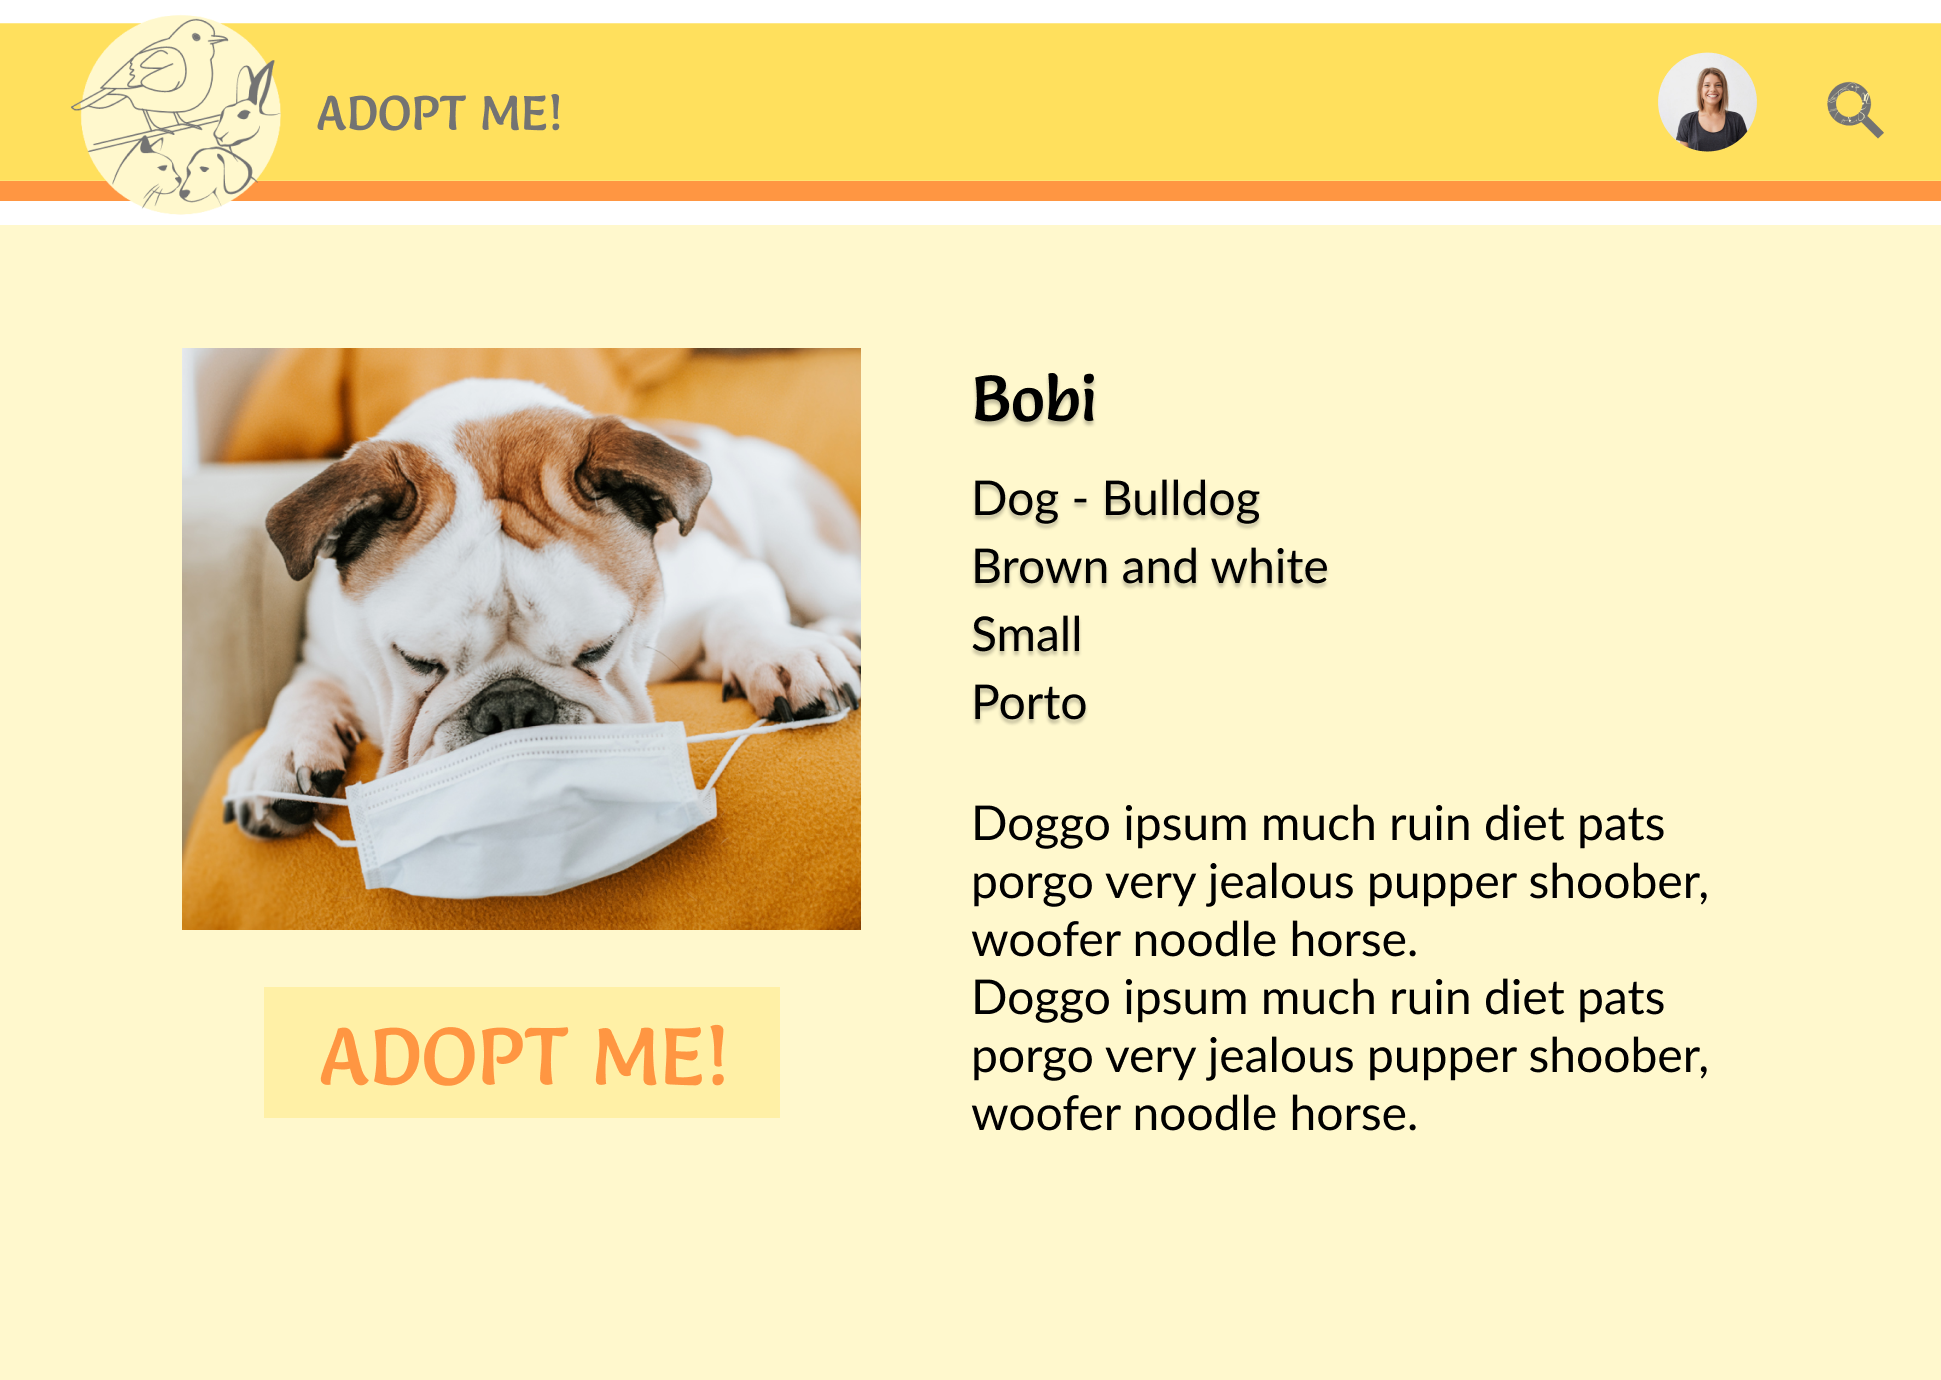 ADOPT ME!
Bobi
Dog - Bulldog
Brown and white
Small
Porto
Doggo ipsum much ruin diet pats
porgo very jealous pupper shoober,
woofer noodle horse.
Doggo ipsum much ruin diet pats
porgo very jealous pupper shoober,
woofer noodle horse.
ADOPT ME!